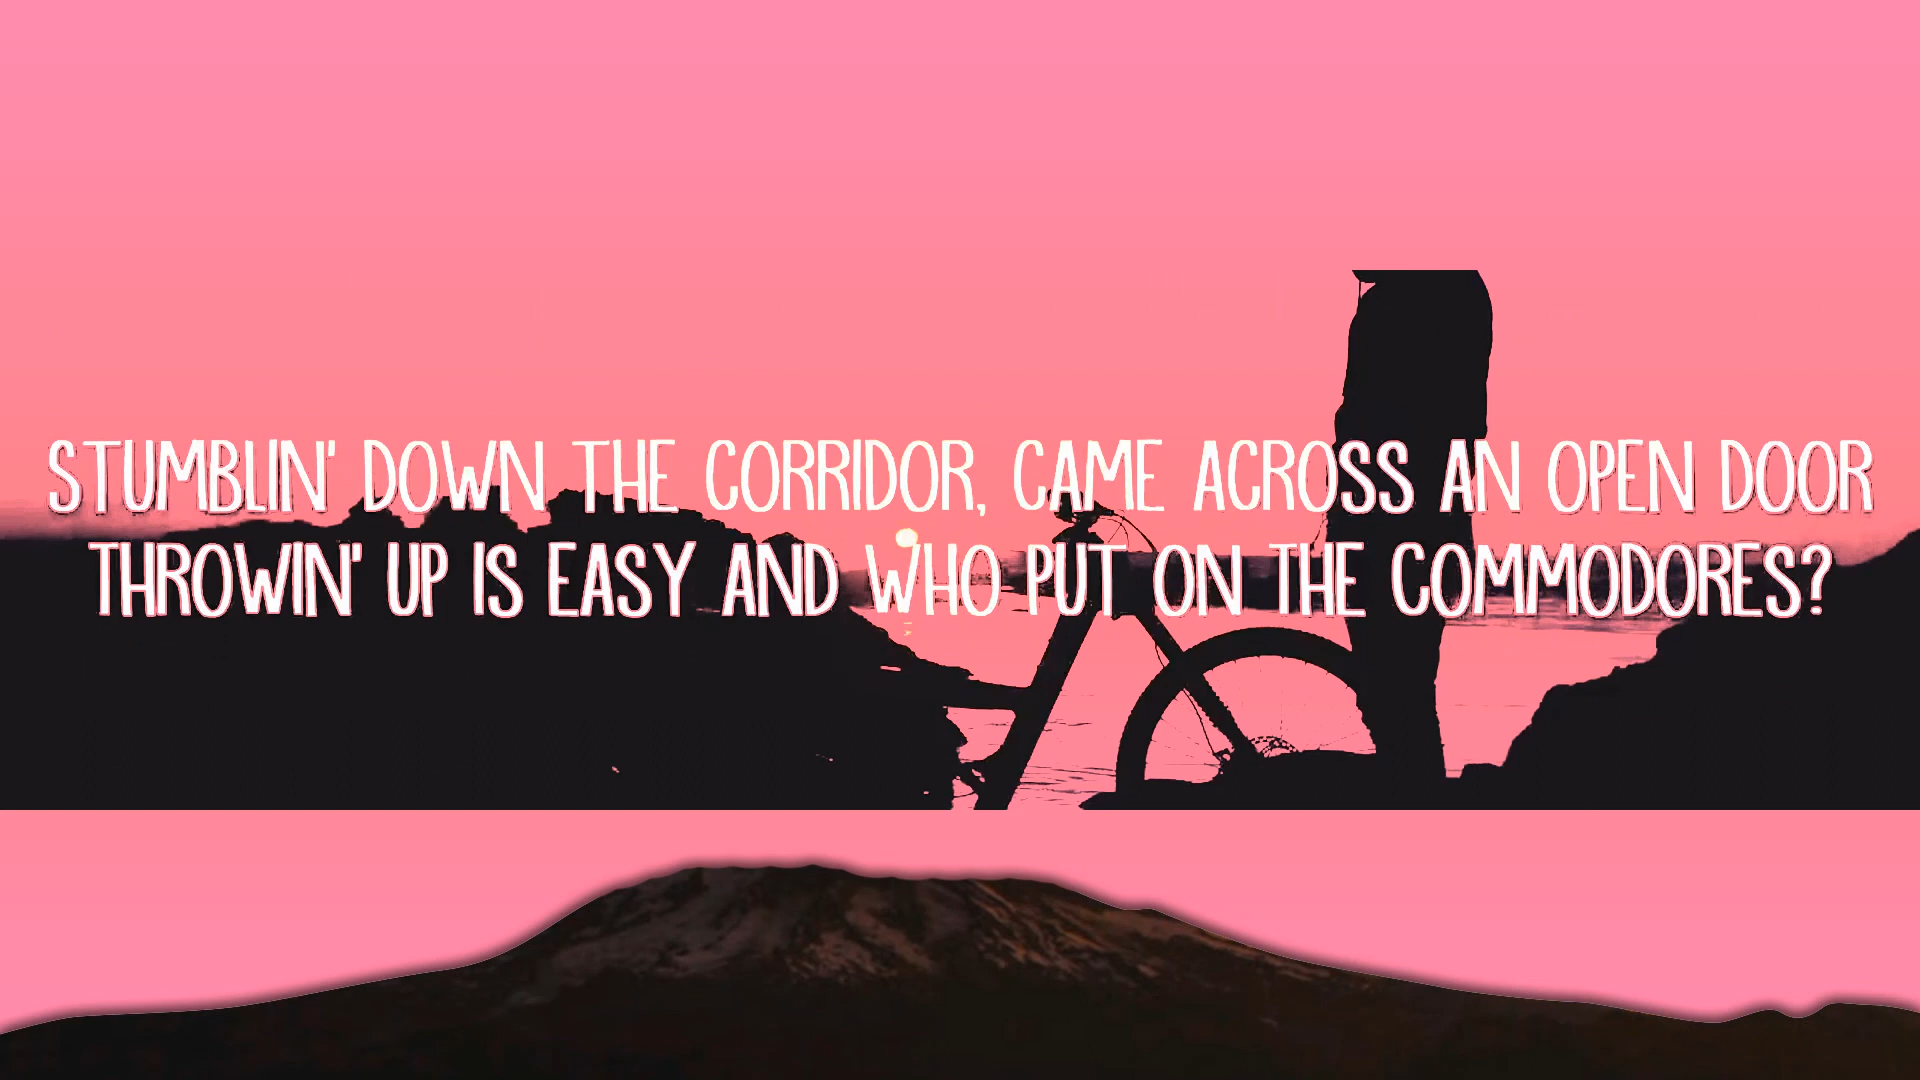 STUMBLIN' DOWN THE CORRIDOR, CAME ACROSS AN OPEN DOOR
THROWIN' UP IS EASY AND WHO PUT ON THE COMMODORES?